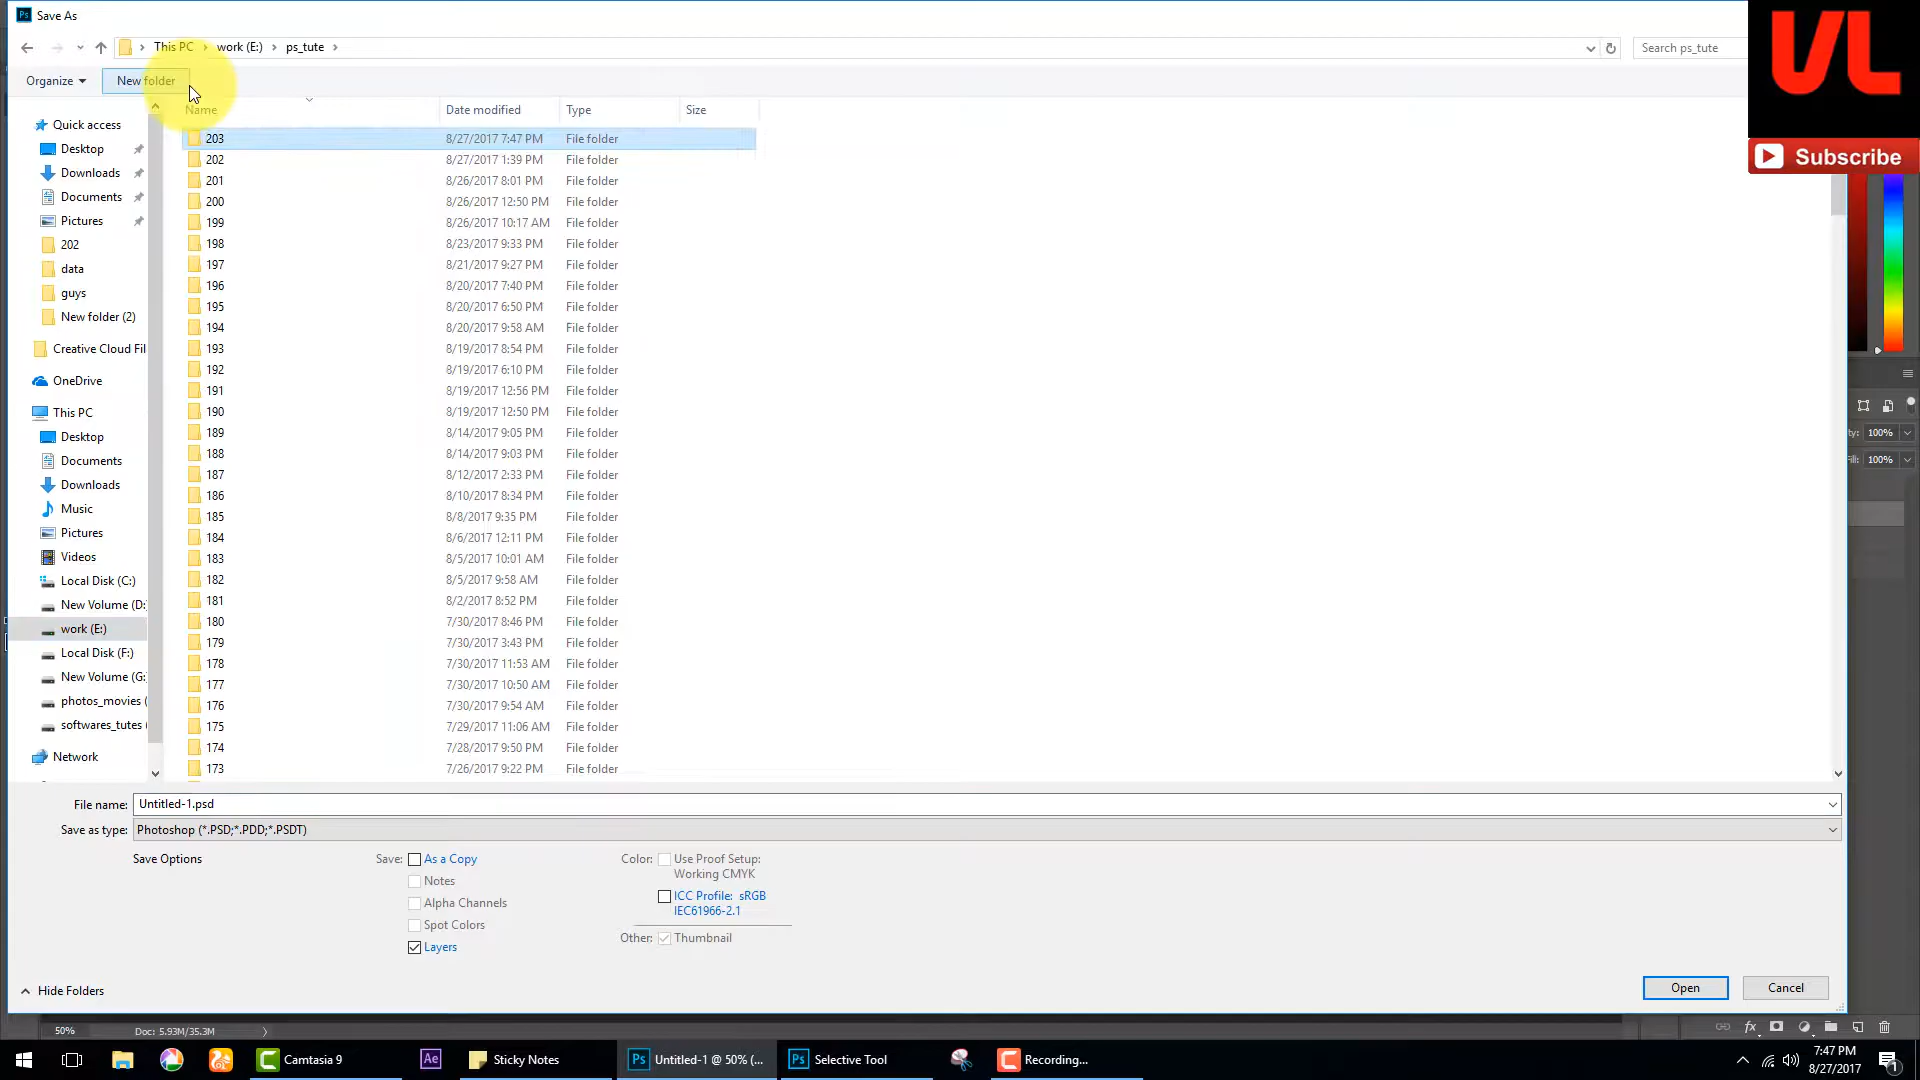 Save As
This PC work (E:) ps_tute
Search ps_tute
Organize
New folder
Name Date modified Type Size
203 8/27/2017 7:47 PM File folder
202 8/27/2017 1:39 PM File folder
201 8/26/2017 8:01 PM File folder
200 8/26/2017 12:50 PM File folder
199 8/26/2017 10:17 AM File folder
198 8/23/2017 9:33 PM File folder
197 8/21/2017 9:27 PM File folder
196 8/20/2017 7:40 PM File folder
195 8/20/2017 6:50 PM File folder
194 8/20/2017 9:58 AM File folder
193 8/19/2017 8:54 PM File folder
192 8/19/2017 6:10 PM File folder
191 8/19/2017 12:56 PM File folder
190 8/19/2017 12:50 PM File folder
189 8/14/2017 9:05 PM File folder
188 8/14/2017 9:03 PM File folder
187 8/12/2017 2:33 PM File folder
186 8/10/2017 8:34 PM File folder
185 8/8/2017 9:35 PM File folder
184 8/6/2017 12:11 PM File folder
183 8/5/2017 10:01 AM File folder
182 8/5/2017 9:58 AM File folder
181 8/2/2017 8:52 PM File folder
180 7/30/2017 8:46 PM File folder
179 7/30/2017 3:43 PM File folder
178 7/30/2017 11:53 AM File folder
177 7/30/2017 10:50 AM File folder
176 7/30/2017 9:54 AM File folder
175 7/29/2017 11:06 AM File folder
174 7/28/2017 9:50 PM File folder
173 7/26/2017 9:22 PM File folder
Quick access
Desktop
Downloads
Documents
Pictures
202
data
guys
New folder (2)
Creative Cloud Fil
OneDrive
This PC
Desktop
Documents
Downloads
Music
Pictures
Videos
Local Disk (C:)
New Volume (D:
work (E:)
Local Disk (F:)
New Volume (G:
photos_movies (
softwares_tutes (
Network
File name: Untitled-1.psd
Save as type: Photoshop (*.PSD;*.PDD;*.PSDT)
Save Options
Save: As a Copy
Notes
Alpha Channels
Spot Colors
Layers
Color: Use Proof Setup:
Working CMYK
ICC Profile: sRGB
IEC61966-2.1
Other: Thumbnail
Hide Folders
Open
Cancel
VL
Subscribe
ty: 100%
Fill: 100%
50% Doc: 5.93M/35.3M
Camtasia 9
Ae
Sticky Notes
Ps Untitled-1 @ 50% (...
Ps Selective Tool
Recording...
7:47 PM
8/27/2017
1